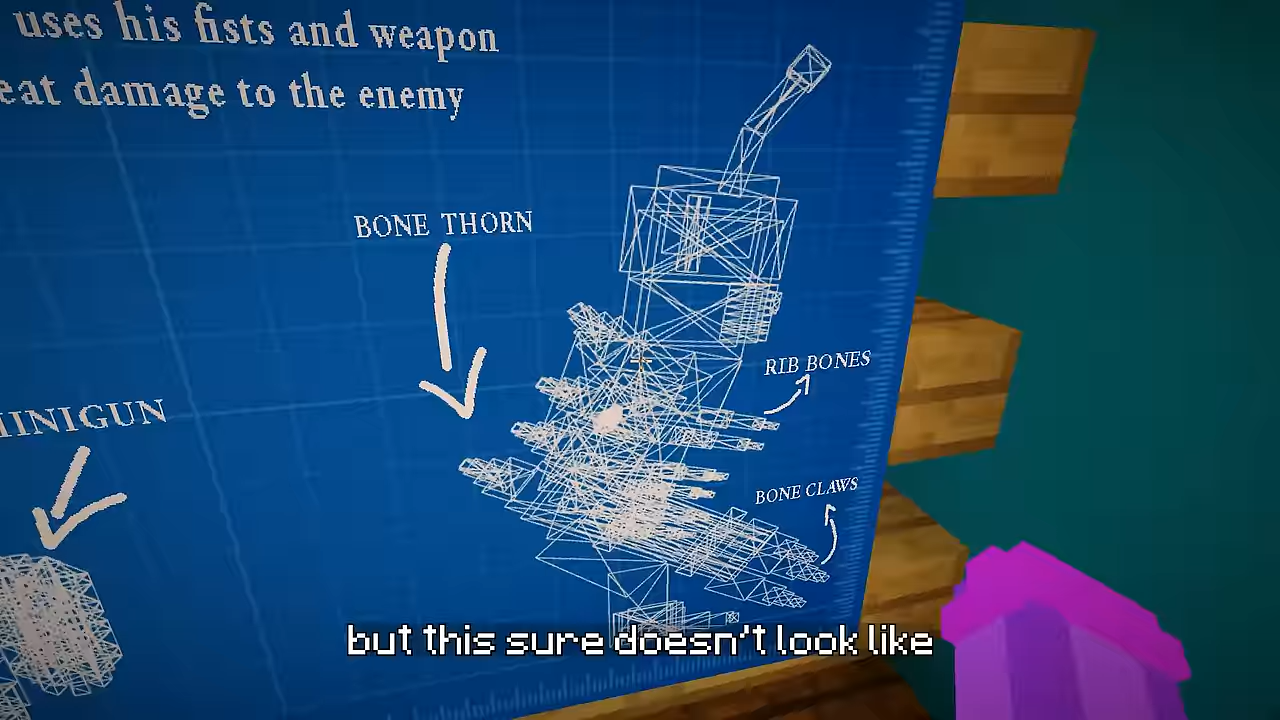 uses his fists and weapon
eat damage to the enemy
BONE THORN
RIB BONES
MINIGUN
BONE CLAWS
but this sure doesn't look like